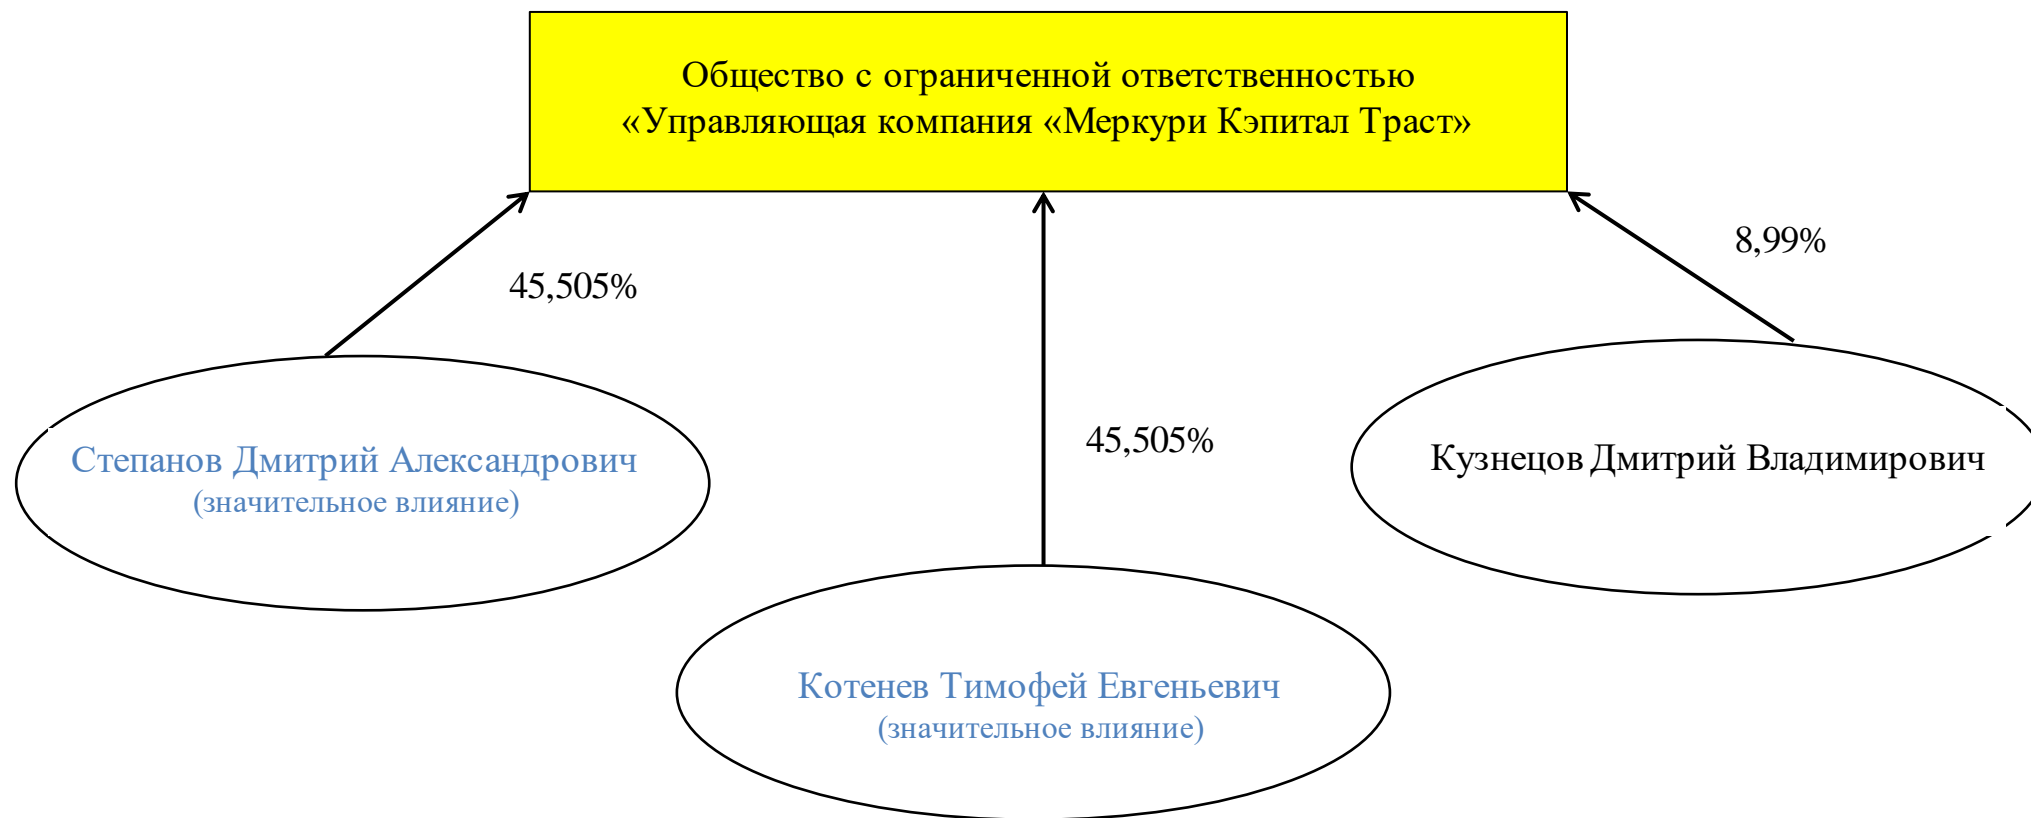 Общество с ограниченной ответственностью
«Управляющая компания «Меркури Кэпитал Траст»
8,99%
45,505%
45,505%
Степанов Дмитрий Александрович
(значительное влияние)
Кузнецов Дмитрий Владимирович
Котенев Тимофей Евгеньевич
(значительное влияние)